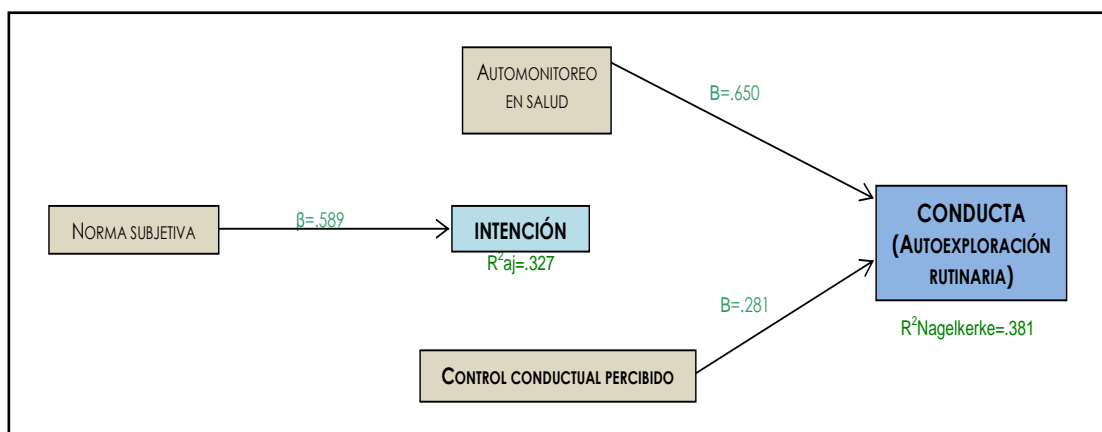 AUTOMONITOREO
EN SALUD
B=.650
NORMA SUBJETIVA
β=.589
INTENCIÓN
R²aj=.327
CONDUCTA
(AUTOEXPLORACIÓN
RUTINARIA)
R²Nagelkerke=.381
B=.281
CONTROL CONDUCTUAL PERCIBIDO